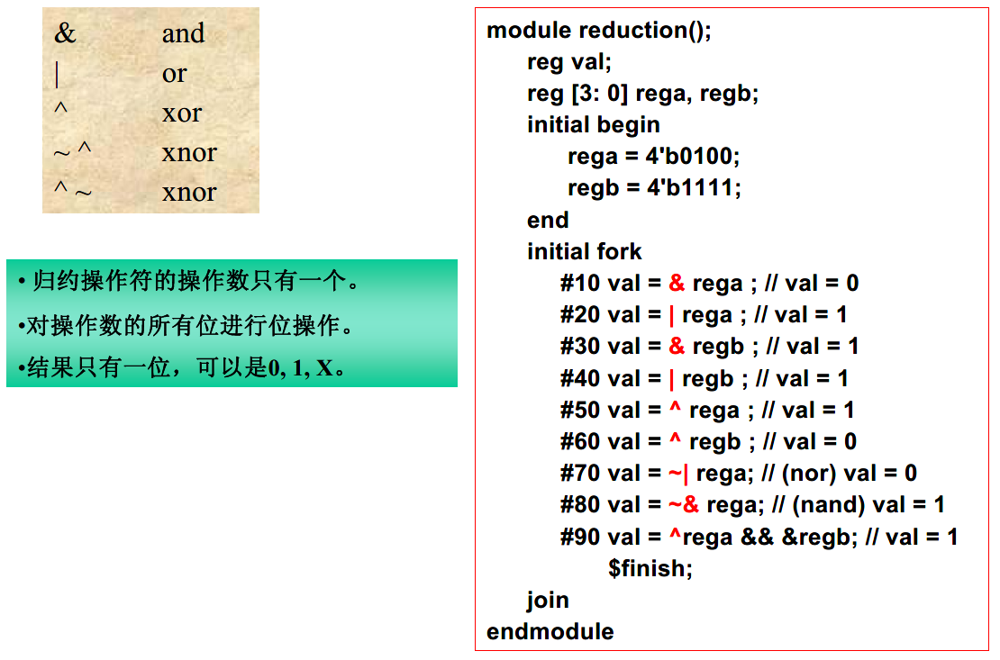 & and
| or
^ xor
~ ^ xnor
^ ~ xnor
• 归约操作符的操作数只有一个。
•对操作数的所有位进行位操作。
•结果只有一位，可以是0, 1, X。
module reduction();
reg val;
reg [3: 0] rega, regb;
initial begin
rega = 4'b0100;
regb = 4'b1111;
end
initial fork
#10 val = & rega ; // val = 0
#20 val = | rega ; // val = 1
#30 val = & regb ; // val = 1
#40 val = | regb ; // val = 1
#50 val = ^ rega ; // val = 1
#60 val = ^ regb ; // val = 0
#70 val = ~| rega; // (nor) val = 0
#80 val = ~& rega; // (nand) val = 1
#90 val = ^rega && &regb; // val = 1
$finish;
join
endmodule